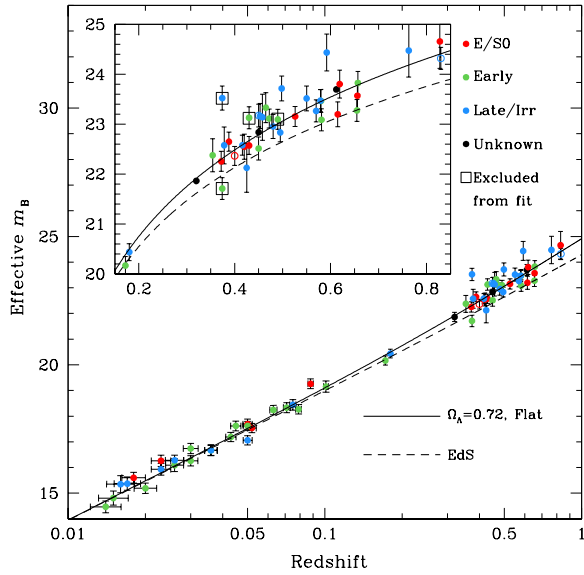 E/S0
Early
Late/Irr
Unknown
Excluded
from fit
Effective m_B
30
25
20
15
25
24
23
22
21
20
0.2
0.4
0.6
0.8
Ω_Λ=0.72, Flat
EdS
0.01
0.05
0.1
0.5
1
Redshift